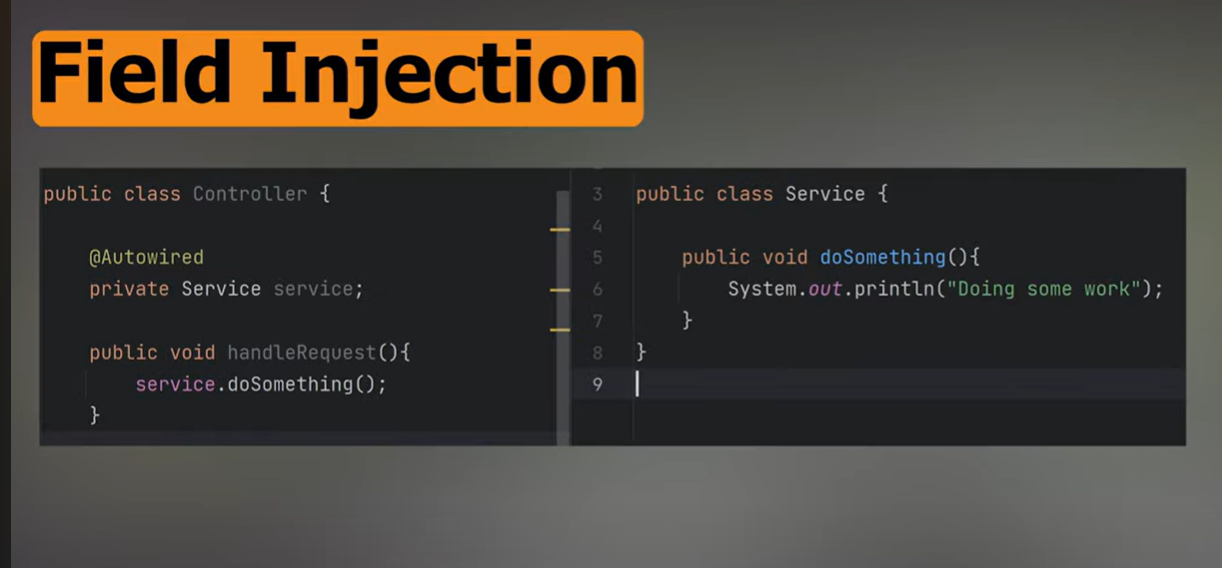 Field Injection
public class Controller {
@Autowired
private Service service;
public void handleRequest(){
service.doSomething();
}
3 public class Service {
4
5 public void doSomething(){
6 System.out.println("Doing some work");
7 }
8 }
9